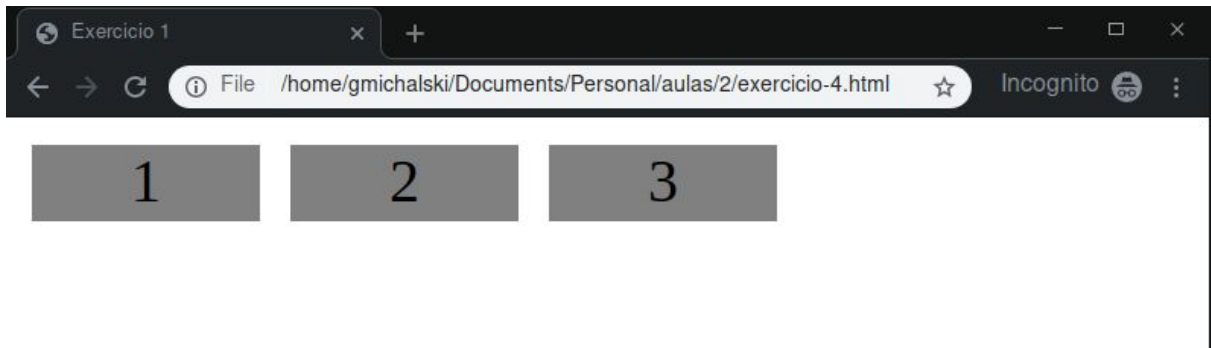 Exercicio 1
File /home/gmichalski/Documents/Personal/aulas/2/exercicio-4.html Incognito
1 2 3